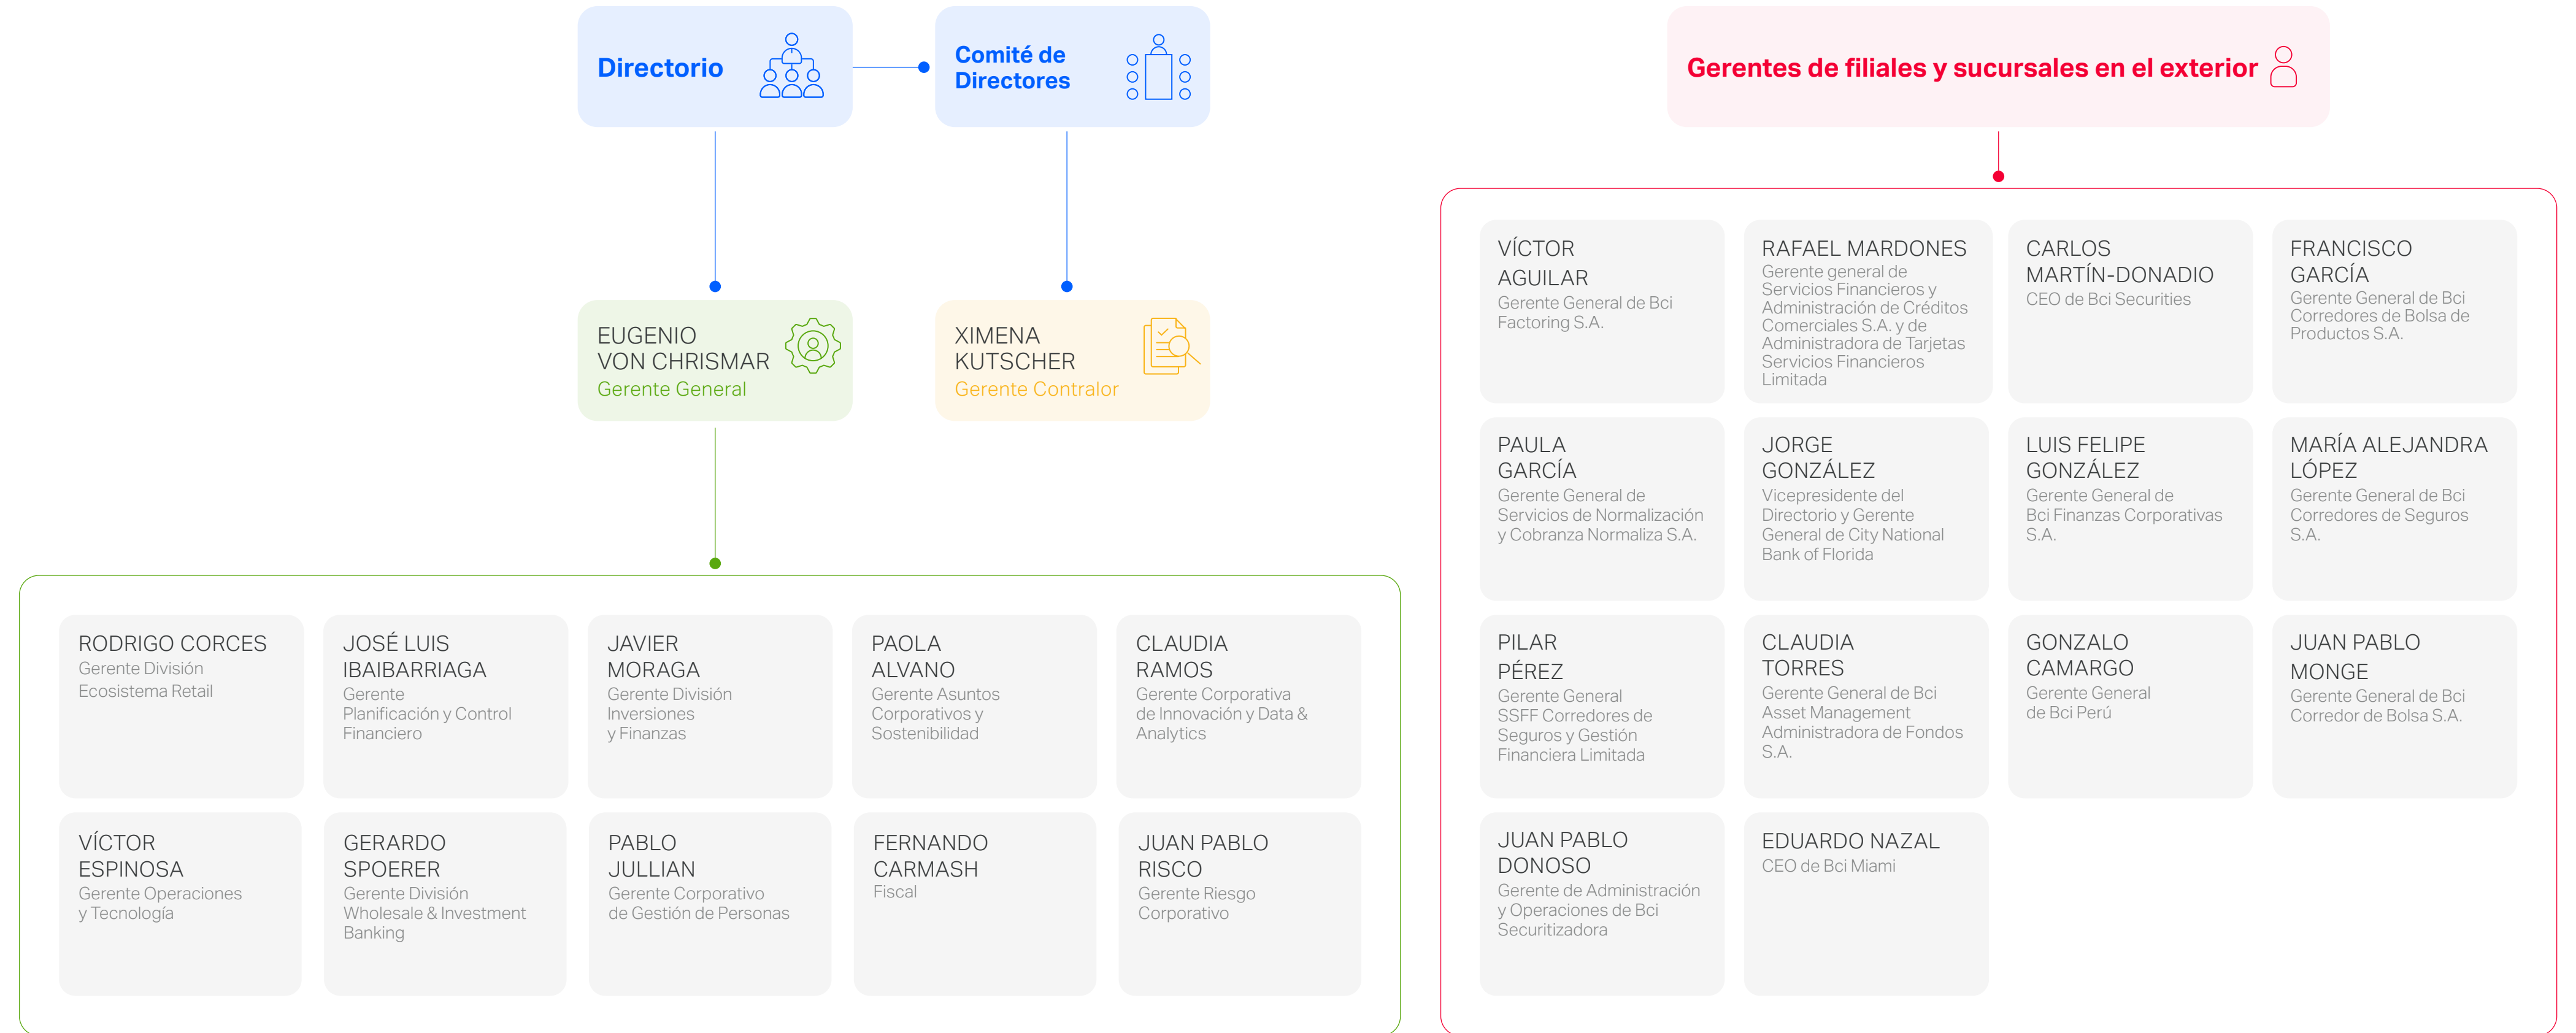 Directorio
Comité de
Directores
EUGENIO
VON CHRISMAR
Gerente General
XIMENA
KUTSCHER
Gerente Contralor
RODRIGO CORCES
Gerente División
Ecosistema Retail
JOSÉ LUIS
IBAIBARRIAGA
Gerente
Planificación y Control
Financiero
JAVIER
MORAGA
Gerente División
Inversiones
y Finanzas
PAOLA
ALVANO
Gerente Asuntos
Corporativos y
Sostenibilidad
CLAUDIA
RAMOS
Gerente Corporativa
de Innovación y Data &
Analytics
VÍCTOR
ESPINOSA
Gerente Operaciones
y Tecnología
GERARDO
SPOERER
Gerente División
Wholesale & Investment
Banking
PABLO
JULLIAN
Gerente Corporativo
de Gestión de Personas
FERNANDO
CARMASH
Fiscal
JUAN PABLO
RISCO
Gerente Riesgo
Corporativo
Gerentes de filiales y sucursales en el exterior
VÍCTOR
AGUILAR
Gerente General de Bci
Factoring S.A.
RAFAEL MARDONES
Gerente general de
Servicios Financieros y
Administración de Créditos
Comerciales S.A. y de
Administradora de Tarjetas
Servicios Financieros
Limitada
CARLOS
MARTÍN-DONADIO
CEO de Bci Securities
FRANCISCO
GARCÍA
Gerente General de Bci
Corredores de Bolsa de
Productos S.A.
PAULA
GARCÍA
Gerente General de
Servicios de Normalización
y Cobranza Normaliza S.A.
JORGE
GONZÁLEZ
Vicepresidente del
Directorio y Gerente
General de City National
Bank of Florida
LUIS FELIPE
GONZÁLEZ
Gerente General de
Bci Finanzas Corporativas
S.A.
MARÍA ALEJANDRA
LÓPEZ
Gerente General de Bci
Corredores de Seguros
S.A.
PILAR
PÉREZ
Gerente General
SSFF Corredores de
Seguros y Gestión
Financiera Limitada
CLAUDIA
TORRES
Gerente General de Bci
Asset Management
Administradora de Fondos
S.A.
GONZALO
CAMARGO
Gerente General
de Bci Perú
JUAN PABLO
MONGE
Gerente General de Bci
Corredor de Bolsa S.A.
JUAN PABLO
DONOSO
Gerente de Administración
y Operaciones de Bci
Securitizadora
EDUARDO NAZAL
CEO de Bci Miami